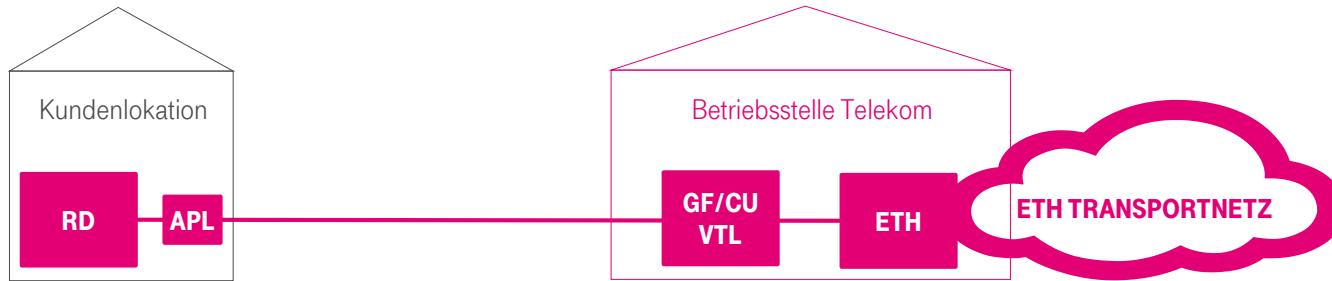 Kundenlokation
Betriebsstelle Telekom
RD
APL
GF/CU
VTL
ETH
ETH TRANSPORTNETZ